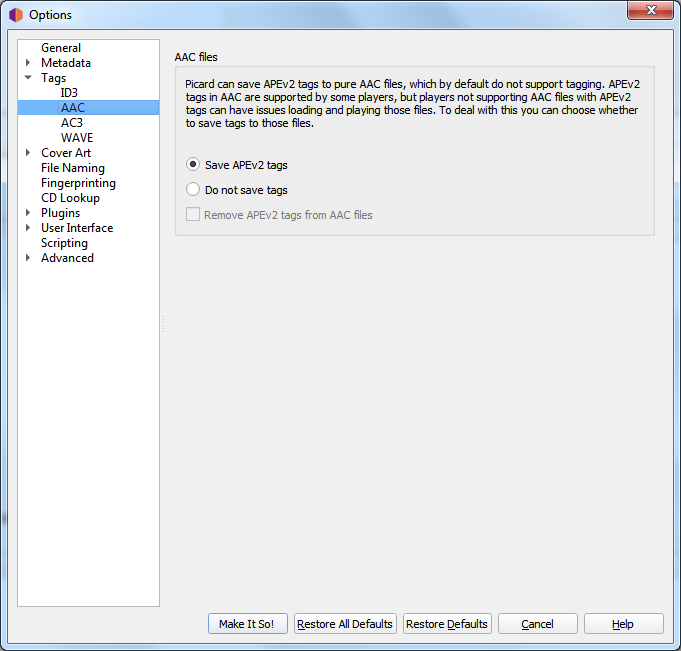 Options
General
Metadata
Tags
ID3
AAC
AC3
WAVE
Cover Art
File Naming
Fingerprinting
CD Lookup
Plugins
User Interface
Scripting
Advanced
AAC files
Picard can save APEv2 tags to pure AAC files, which by default do not support tagging. APEv2
tags in AAC are supported by some players, but players not supporting AAC files with APEv2
tags can have issues loading and playing those files. To deal with this you can choose whether
to save tags to those files.
Save APEv2 tags
Do not save tags
Remove APEv2 tags from AAC files
Make It So!
Restore All Defaults
Restore Defaults
Cancel
Help